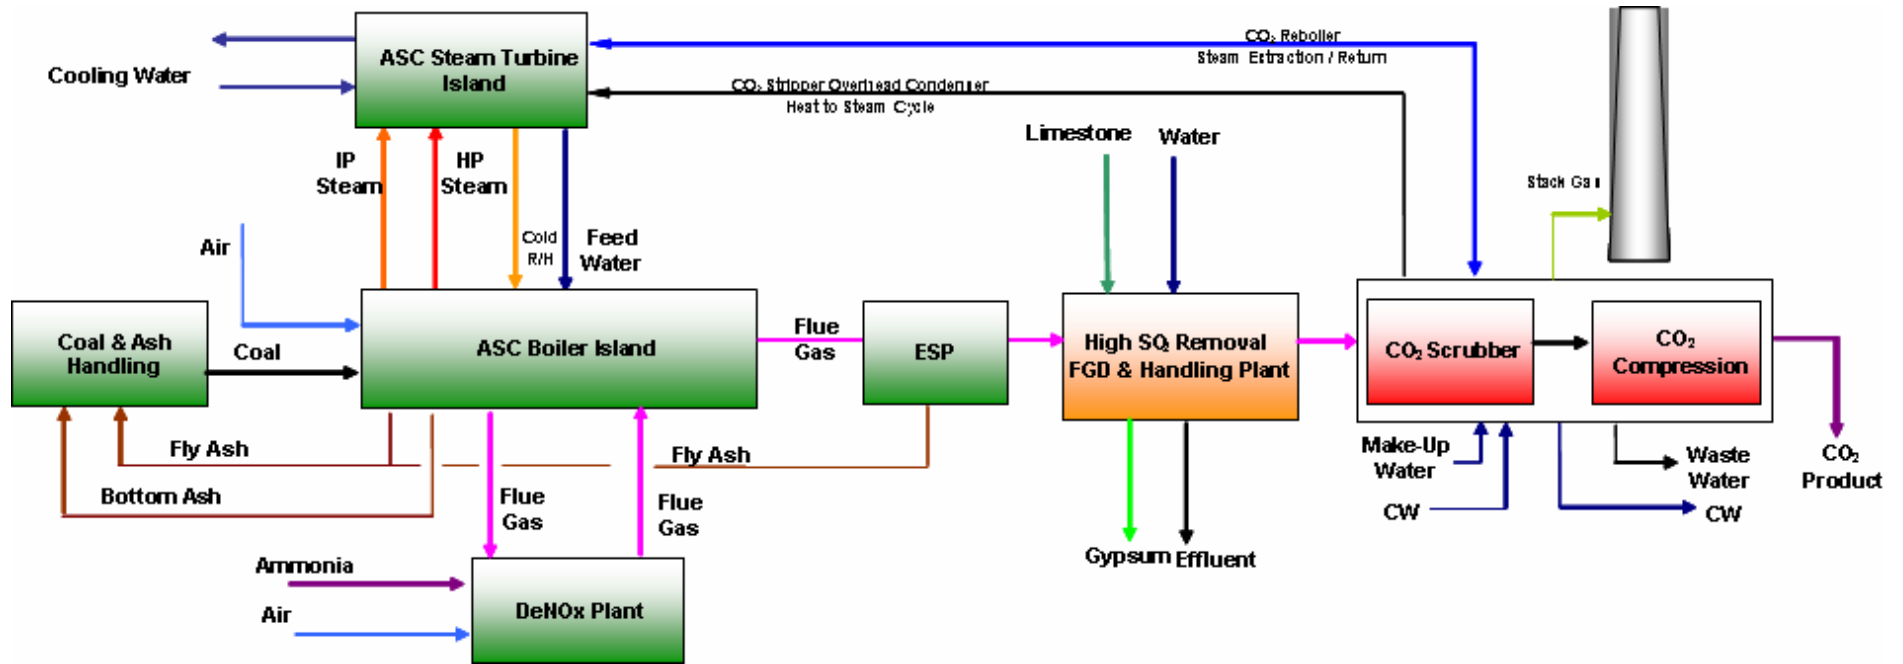 ASC Steam Turbine
Island
Cooling Water
CO₂ Reboiler
Steam Extraction / Return
CO₂ Stripper Overhead Condenser
Heat to Steam Cycle
Limestone
Water
IP
Steam
HP
Steam
Stack Gas
Air
Cold
R/H
Feed
Water
Coal & Ash
Handling
Coal
ASC Boiler Island
Flue
Gas
ESP
High SO₂ Removal
FGD & Handling Plant
CO₂ Scrubber
CO₂
Compression
Fly Ash
Fly Ash
Bottom Ash
Flue
Gas
Flue
Gas
Make-Up
Water
CW
Waste
Water
CW
CO₂
Product
Ammonia
Air
DeNOx Plant
Gypsum
Effluent